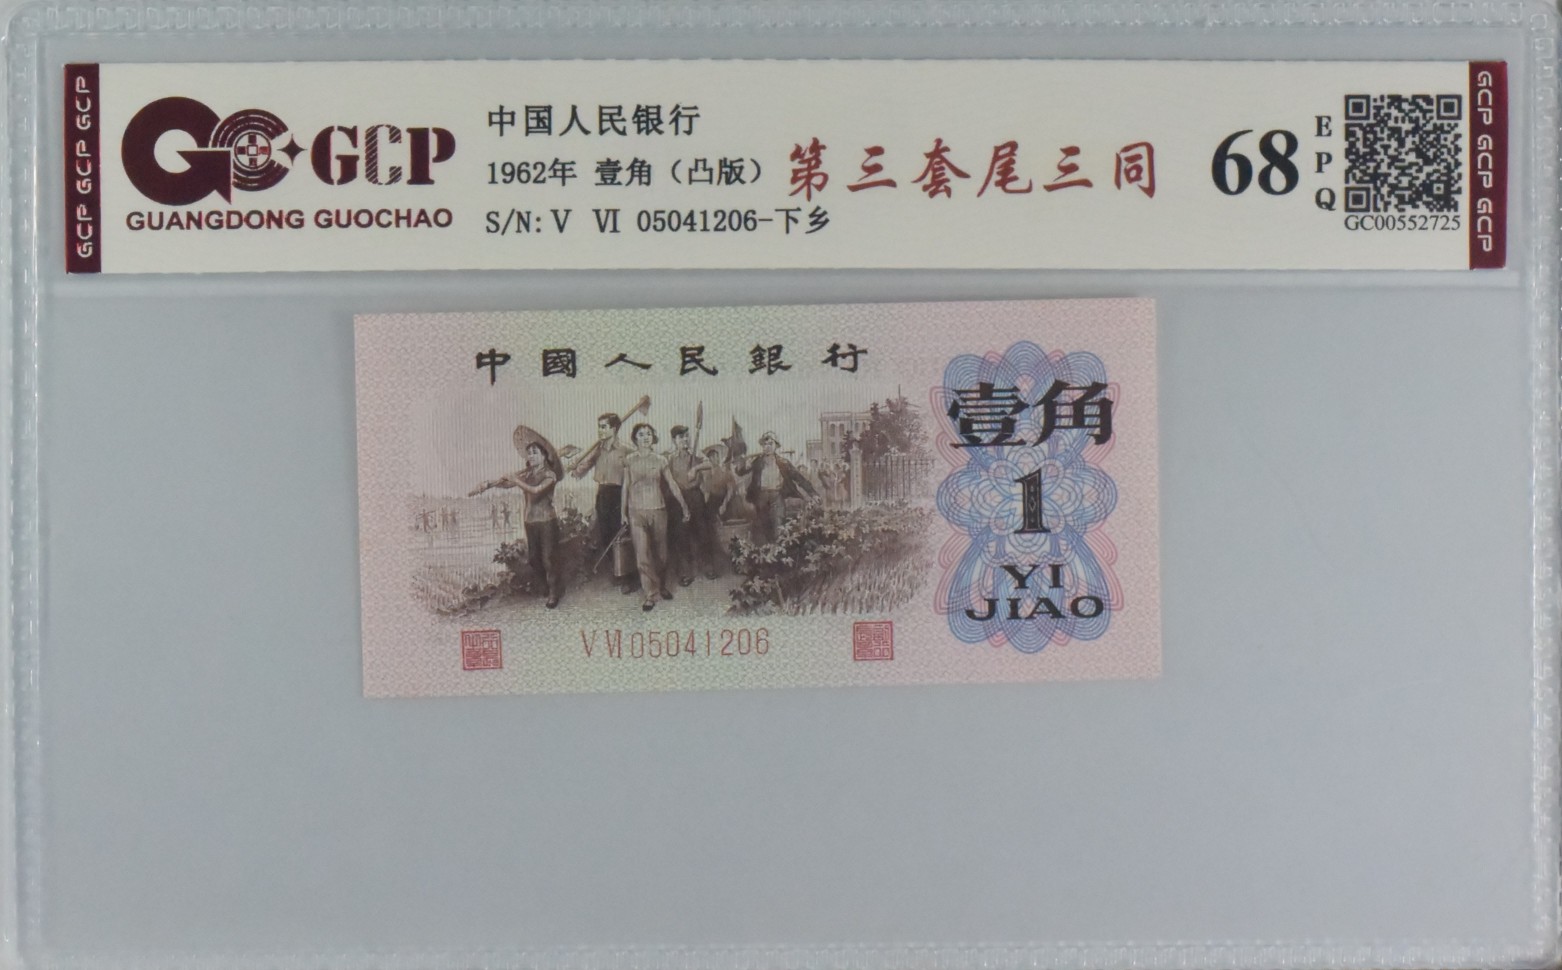 GCP GCP GCP
GCP
GUANGDONG GUOCHAO
中国人民银行
1962年 壹角（凸版）
S/N: V VI 05041206-下乡
第三套尾三同
68
EPQ
GC00552725
GCP GCP GCP
中國人民銀行
壹角
1
YI
JIAO
V VI 05041206